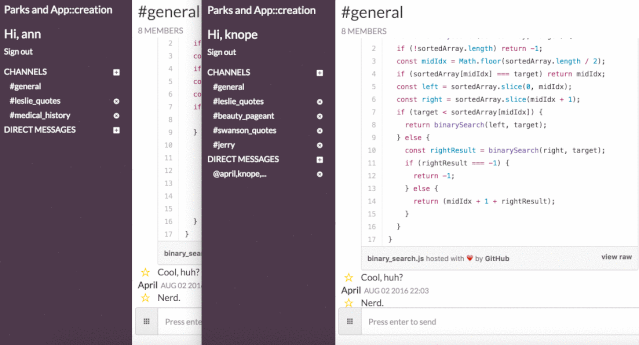 Parks and App::creation
Hi, ann
Sign out
CHANNELS
#general
#leslie_quotes
#medical_history
DIRECT MESSAGES
#general
8 MEMBERS
2 if
3 co
4 if
5 co
6 co
7 if
8
9 }
10
11
12
13
14
15
16 }
17 }
binary_sea
Cool, huh?
April AUG 02 2016
Nerd.
Press ente
Parks and App::creation
Hi, knope
Sign out
CHANNELS
#general
#leslie_quotes
#beauty_pageant
#swanson_quotes
#jerry
DIRECT MESSAGES
@april,knope,...
#general
8 MEMBERS
2 if (!sortedArray.length) return -1;
3 const midIdx = Math.floor(sortedArray.length / 2);
4 if (sortedArray[midIdx] === target) return midIdx;
5 const left = sortedArray.slice(0, midIdx);
6 const right = sortedArray.slice(midIdx + 1);
7 if (target < sortedArray[midIdx]) {
8 return binarySearch(left, target);
9 } else {
10 const rightResult = binarySearch(right, target);
11 if (rightResult === -1) {
12 return -1;
13 } else {
14 return (midIdx + 1 + rightResult);
15 }
16 }
17 }
binary_search.js hosted with ❤ by GitHub view raw
Cool, huh?
April AUG 02 2016 22:03
Nerd.
Press enter to send